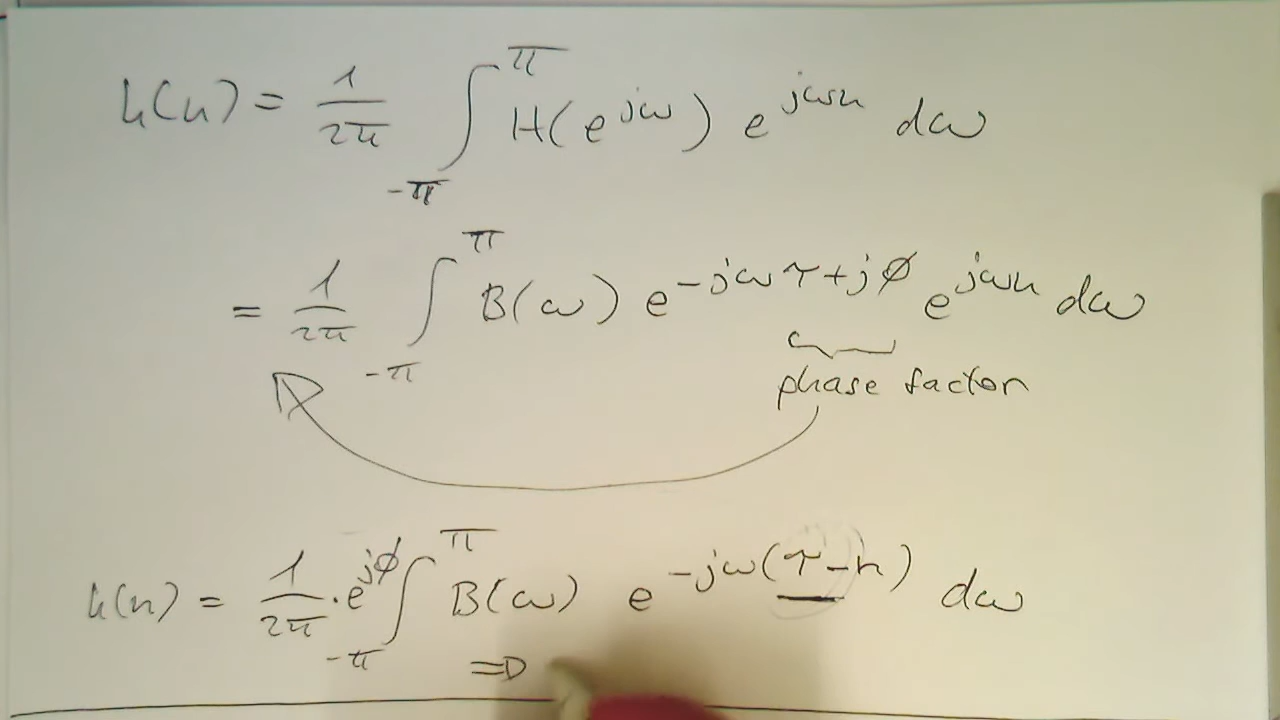 h(n) = 1/2π ∫_{-π}^{π} H(e^{jω}) e^{jωn} dω
= 1/2π ∫_{-π}^{π} B(ω) e^{-jωτ+jϕ} e^{jωn} dω
phase factor
h(n) = 1/2π · e^{jϕ} ∫_{-π}^{π} B(ω) e^{-jω(τ-n)} dω
⇒